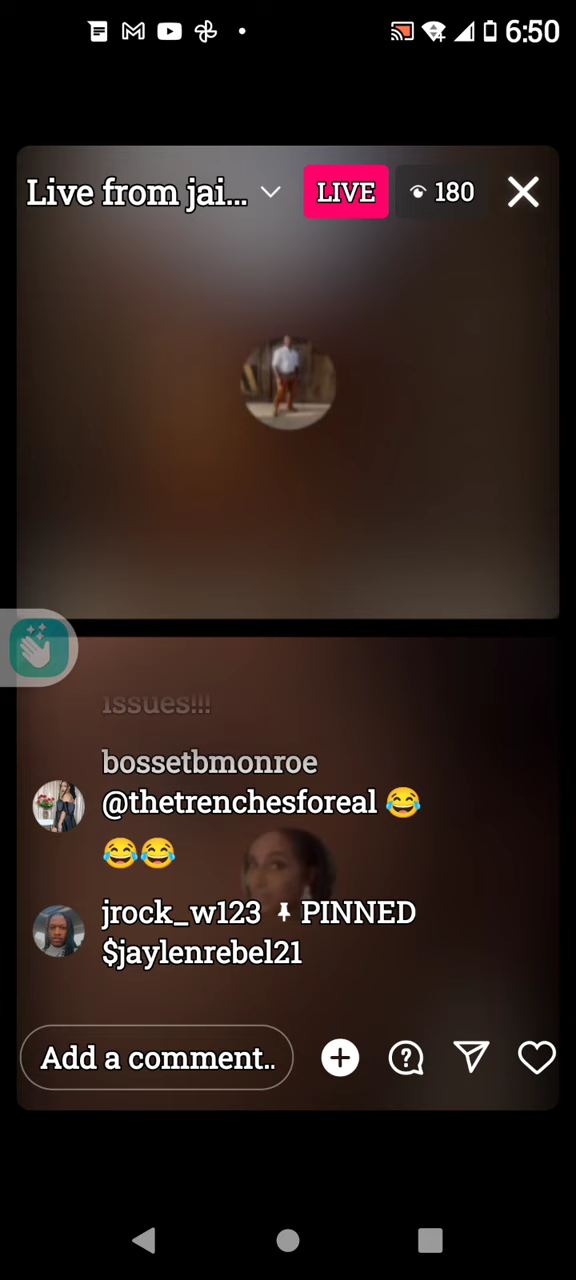 6:50
Live from jai...
LIVE
180
issues!!!
bossetbmonroe
@thetrenchesforeal 😂
😂😂
jrock_w123 📌 PINNED
$jaylenrebel21
Add a comment..